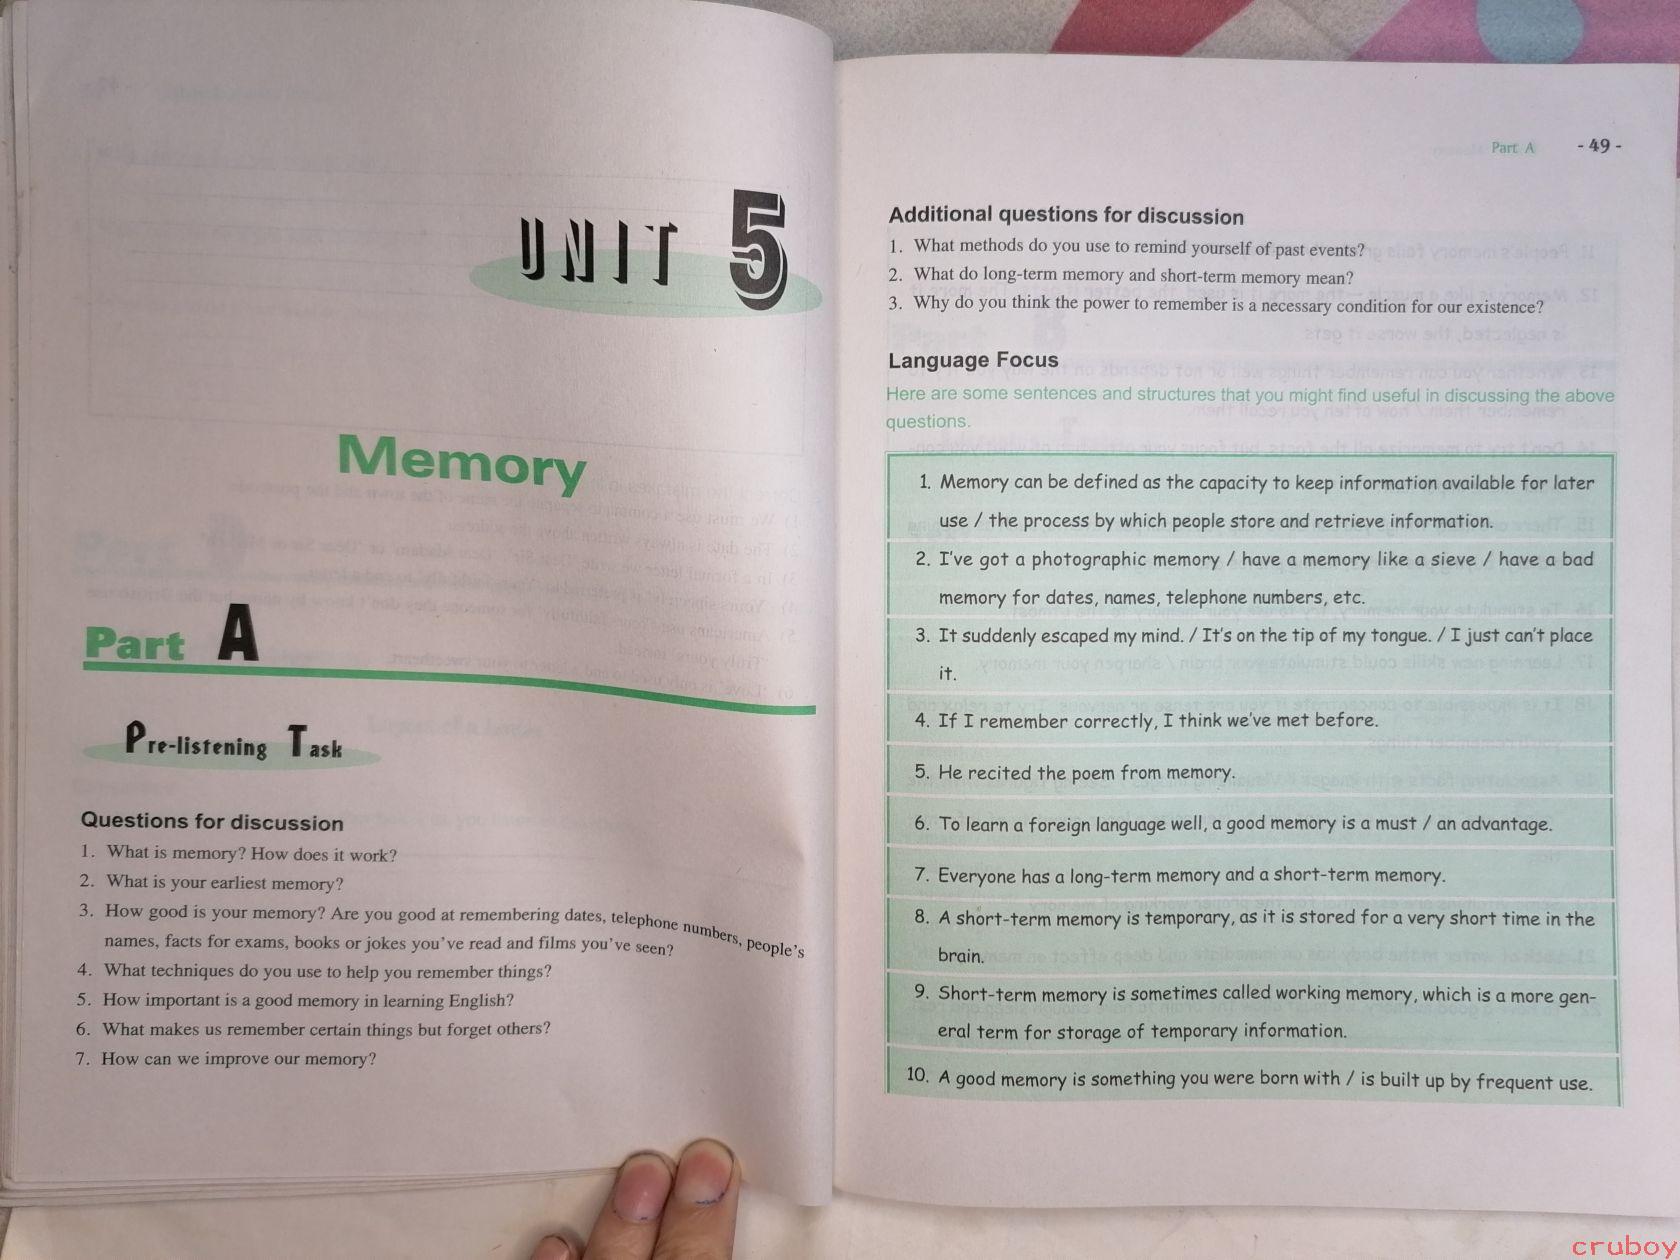 UNIT 5
Memory
Part A
Pre-listening Task
Questions for discussion
1. What is memory? How does it work?
2. What is your earliest memory?
3. How good is your memory? Are you good at remembering dates, telephone numbers, people's
names, facts for exams, books or jokes you've read and films you've seen?
4. What techniques do you use to help you remember things?
5. How important is a good memory in learning English?
6. What makes us remember certain things but forget others?
7. How can we improve our memory?
Part A - 49 -
Additional questions for discussion
1. What methods do you use to remind yourself of past events?
2. What do long-term memory and short-term memory mean?
3. Why do you think the power to remember is a necessary condition for our existence?
Language Focus
Here are some sentences and structures that you might find useful in discussing the above
questions.
1. Memory can be defined as the capacity to keep information available for later
use / the process by which people store and retrieve information.
2. I've got a photographic memory / have a memory like a sieve / have a bad
memory for dates, names, telephone numbers, etc.
3. It suddenly escaped my mind. / It's on the tip of my tongue. / I just can't place
it.
4. If I remember correctly, I think we've met before.
5. He recited the poem from memory.
6. To learn a foreign language well, a good memory is a must / an advantage.
7. Everyone has a long-term memory and a short-term memory.
8. A short-term memory is temporary, as it is stored for a very short time in the
brain.
9. Short-term memory is sometimes called working memory, which is a more gen-
eral term for storage of temporary information.
10. A good memory is something you were born with / is built up by frequent use.
cruboy